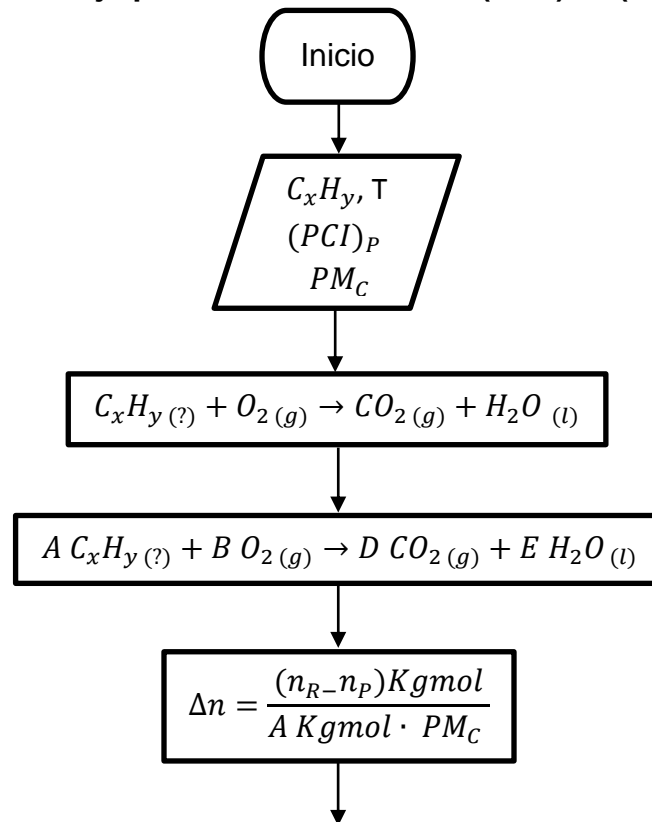 Inicio
C_xH_y, T
(PCI)_P
PM_C
C_xH_y (?) + O_2 (g) → CO_2 (g) + H_2O (l)
A C_xH_y (?) + B O_2 (g) → D CO_2 (g) + E H_2O (l)
Δn = (n_R− n_P)Kgmol / A Kgmol · PM_C